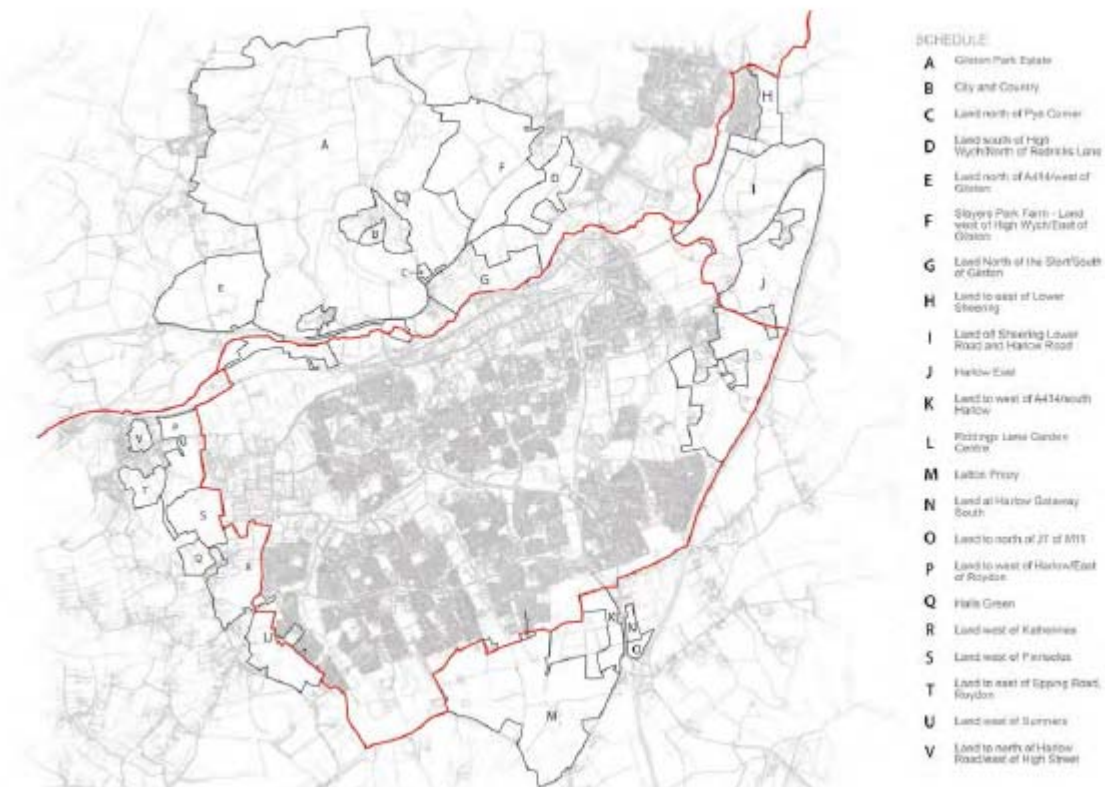 SCHEDULE
A Gilston Park Estate
B City and Country
C Land north of Pye Corner
D Land south of High
Wych/North of Redricks Lane
E Land north of A414/west of
Gilston
F Sayers Park Farm - Land
west of High Wych/East of
Gilston
G Land North of the Stort/South
of Gilston
H Land to east of Lower
Sheering
I Land off Sheering Lower
Road and Harlow Road
J Harlow East
K Land to west of A414/south
Harlow
L Riddings Lane Garden
Centre
M Latton Priory
N Land at Harlow Gateway
South
O Land to north of J7 of M11
P Land to west of Harlow/East
of Roydon
Q Halls Green
R Land west of Katherines
S Land west of Pinnacles
T Land to east of Epping Road,
Roydon
U Land west of Sumners
V Land to north of Harlow
Road/east of High Street
H
A
F
D
I
B
C
G
J
E
P
V
T
S
Q
R
U
K
N
O
L
M